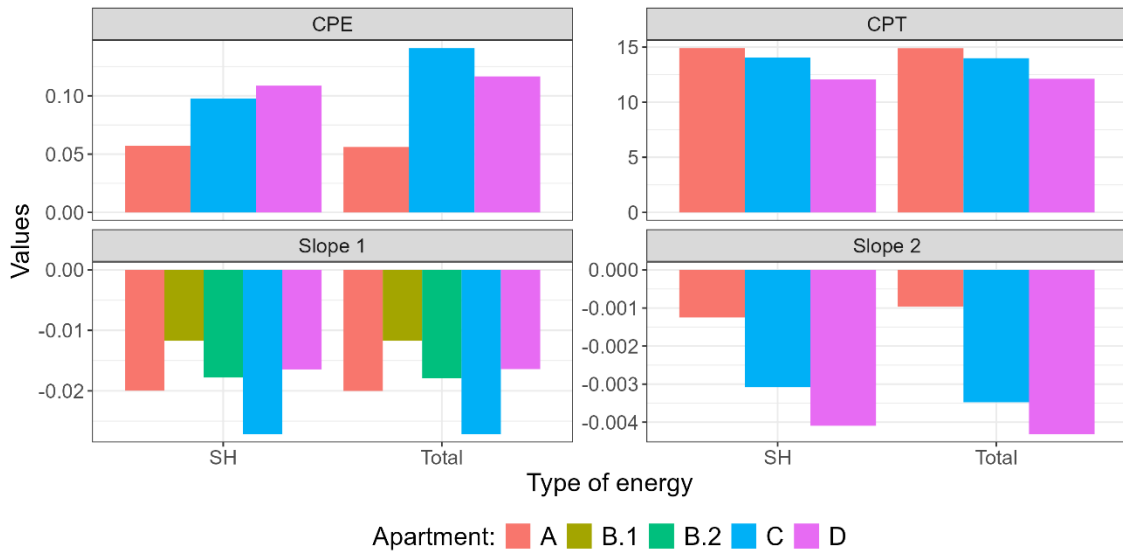 CPE
CPT
0.10
0.05
0.00
15
10
5
0
Values
Slope 1
Slope 2
0.00
-0.01
-0.02
0.000
-0.001
-0.002
-0.003
-0.004
SH
Total
SH
Total
Type of energy
Apartment: A B.1 B.2 C D